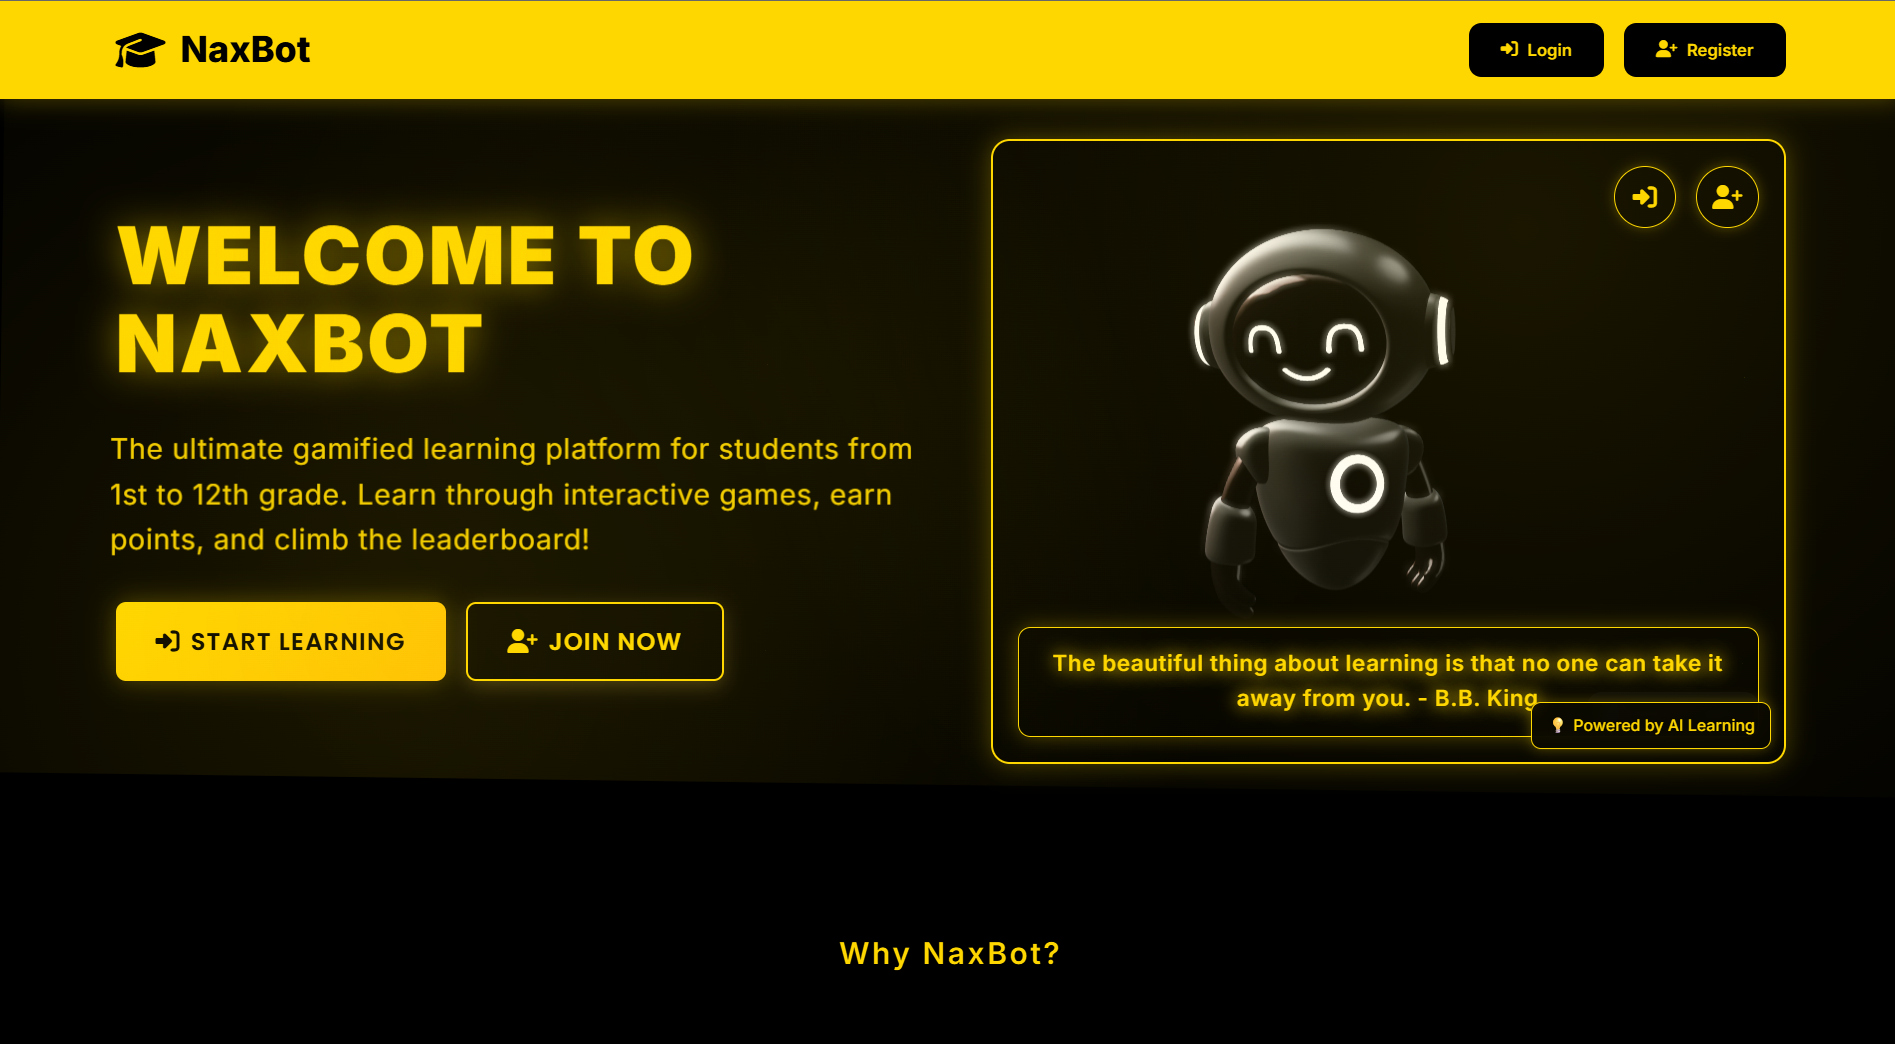 NaxBot
Login
Register
WELCOME TO
NAXBOT
The ultimate gamified learning platform for students from
1st to 12th grade. Learn through interactive games, earn
points, and climb the leaderboard!
START LEARNING
JOIN NOW
The beautiful thing about learning is that no one can take it
away from you. - B.B. King
Powered by AI Learning
Why NaxBot?